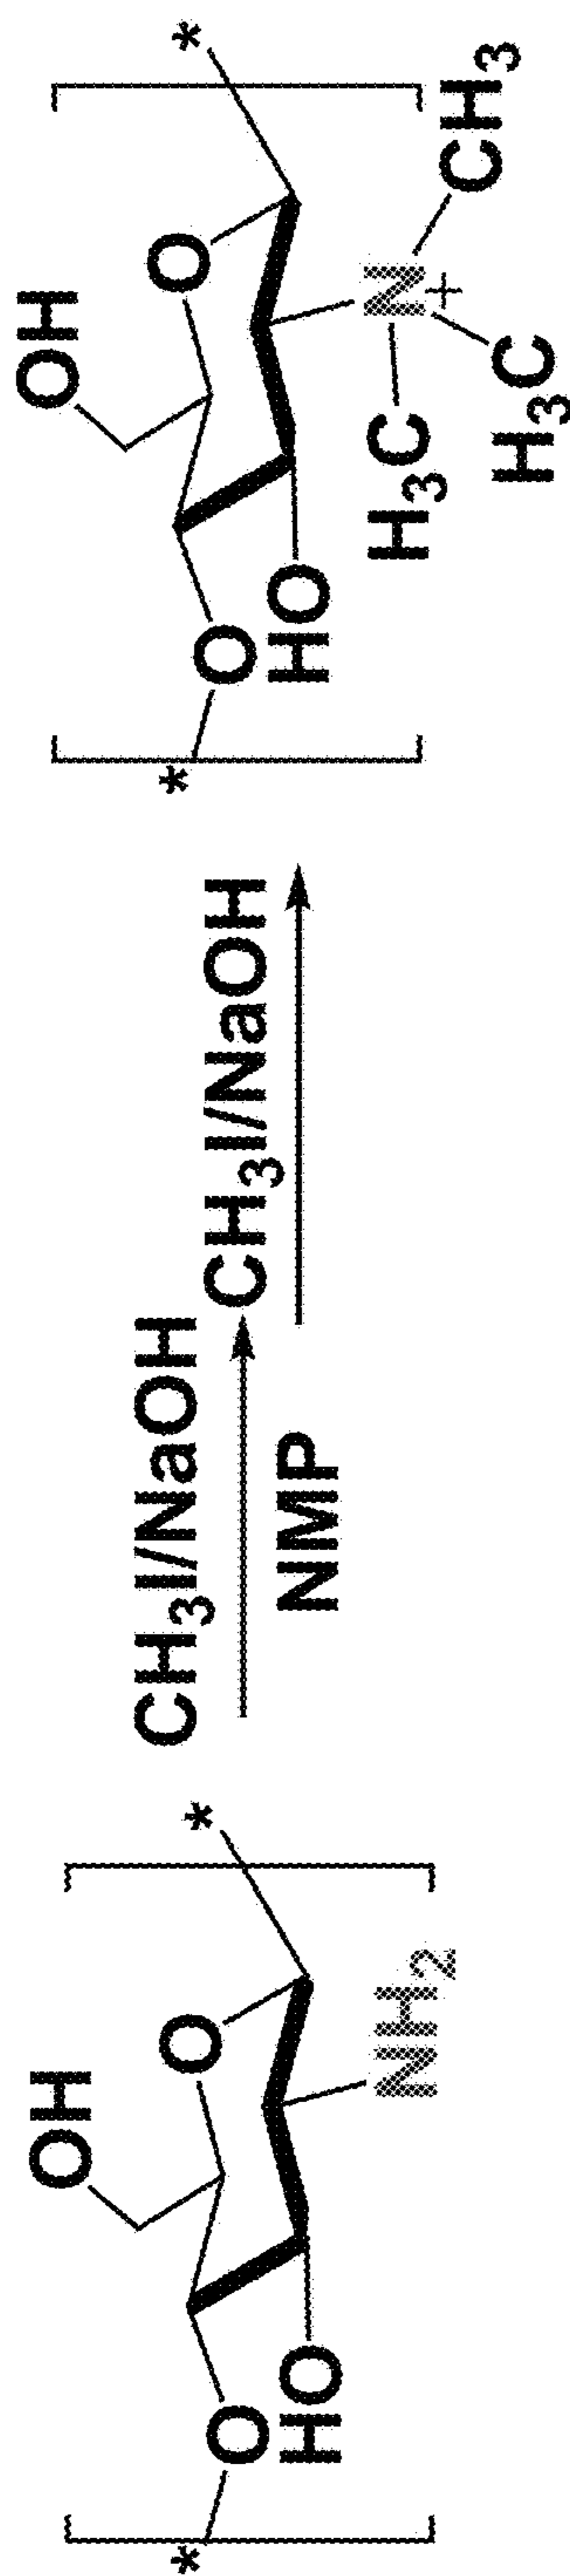 OH
O
* O
HO
NH2
*
CH3I/NaOH
NMP
CH3I/NaOH
OH
O
* O
HO
*
N+
H3C
H3C
CH3